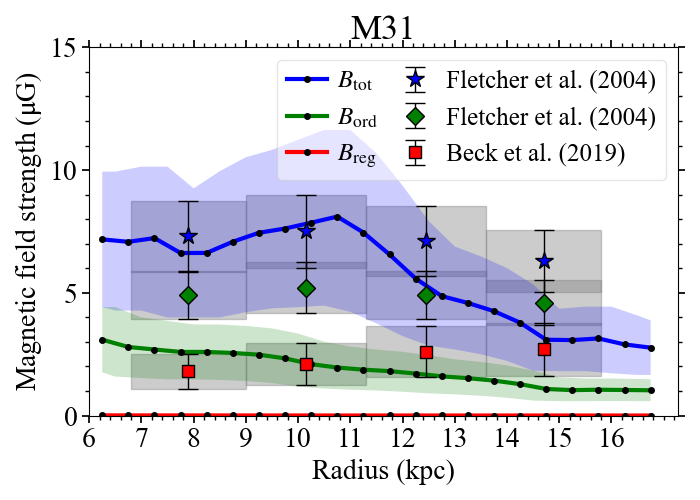 M31
Magnetic field strength (μG)
15
10
5
0
B_tot
B_ord
B_reg
Fletcher et al. (2004)
Fletcher et al. (2004)
Beck et al. (2019)
6 7 8 9 10 11 12 13 14 15 16
Radius (kpc)